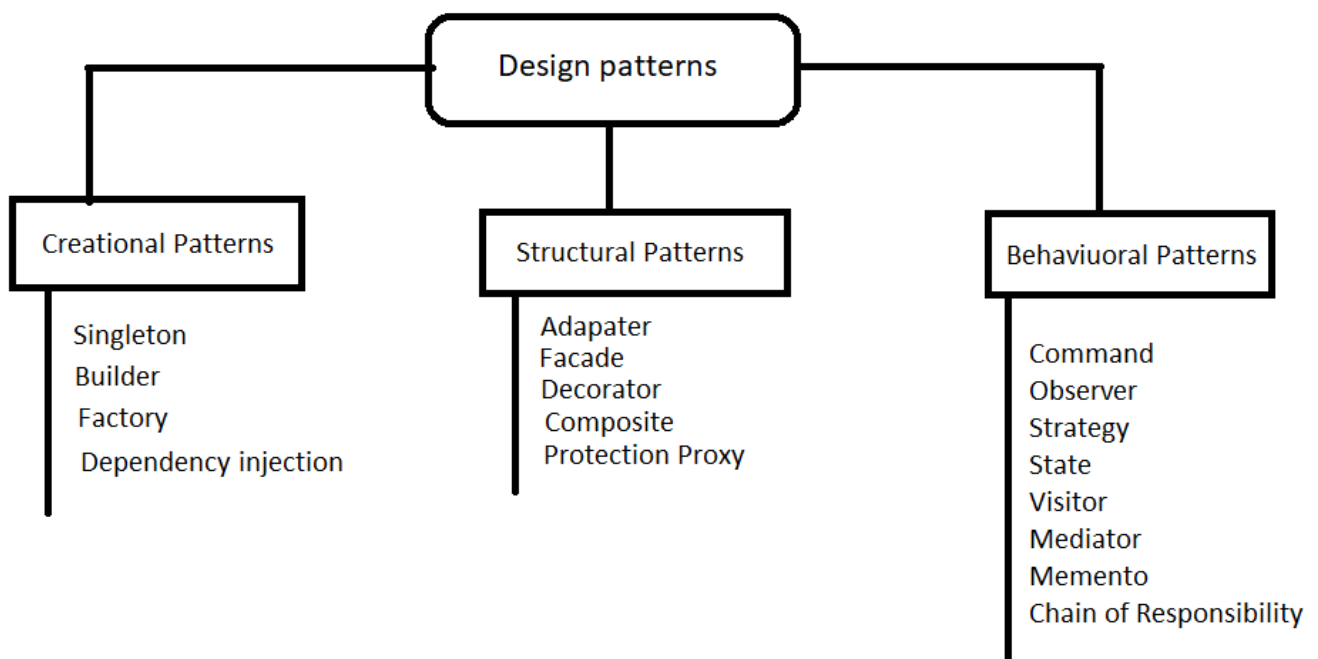 Design patterns
Creational Patterns
Singleton
Builder
Factory
Dependency injection
Structural Patterns
Adapater
Facade
Decorator
Composite
Protection Proxy
Behaviuoral Patterns
Command
Observer
Strategy
State
Visitor
Mediator
Memento
Chain of Responsibility